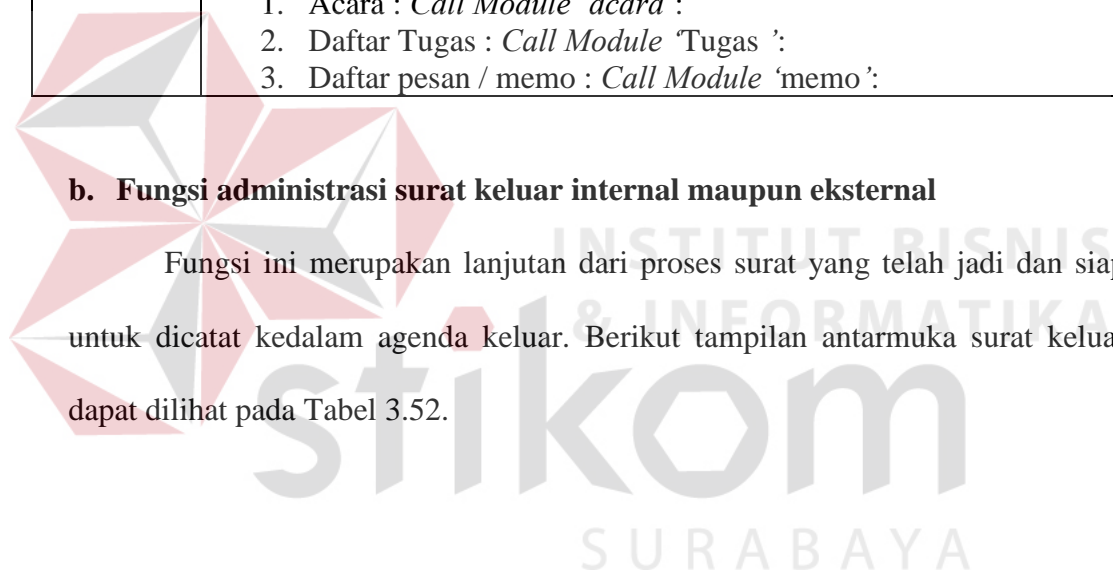 1. Acara : Call Module ‘acara’:
2. Daftar Tugas : Call Module ‘Tugas ’:
3. Daftar pesan / memo : Call Module ‘memo’:
b. Fungsi administrasi surat keluar internal maupun eksternal
Fungsi ini merupakan lanjutan dari proses surat yang telah jadi dan siap
untuk dicatat kedalam agenda keluar. Berikut tampilan antarmuka surat kelua
dapat dilihat pada Tabel 3.52.
INSTITUT BISNIS
& INFORMATIKA
stikom
SURABAYA